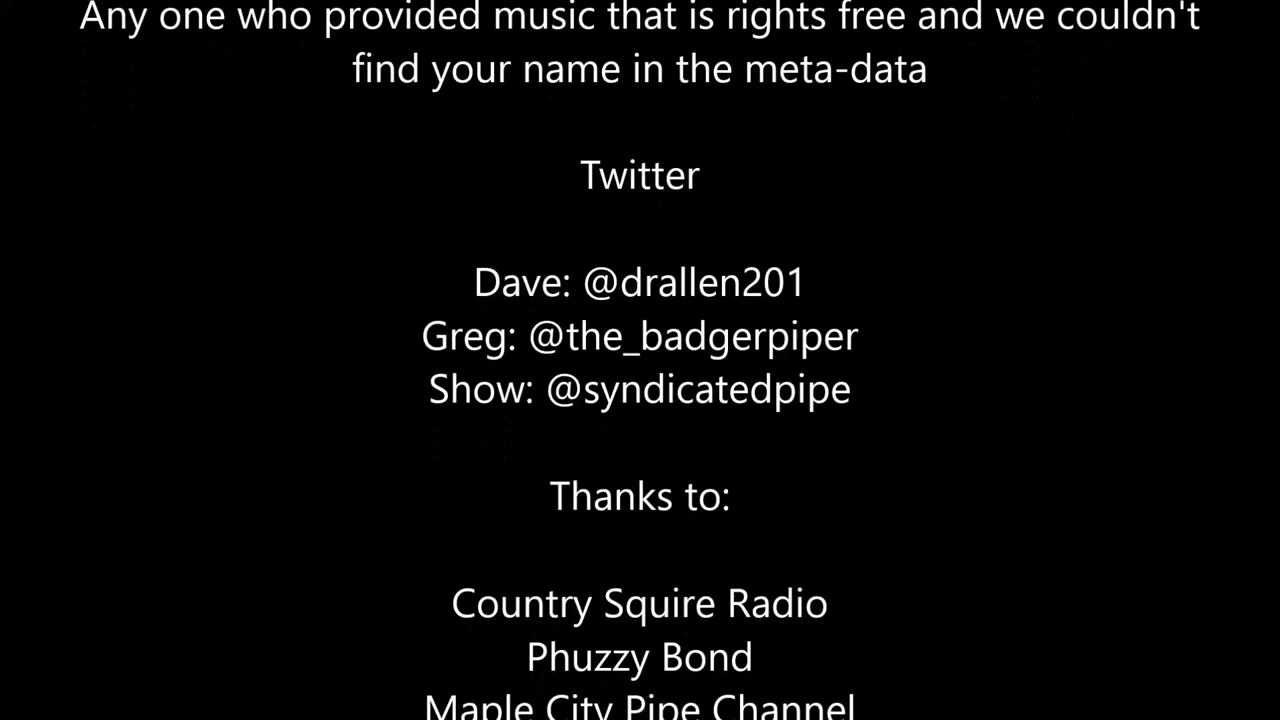 Any one who provided music that is rights free and we couldn't
find your name in the meta-data
Twitter
Dave: @drallen201
Greg: @the_badgerpiper
Show: @syndicatedpipe
Thanks to:
Country Squire Radio
Phuzzy Bond
Maple City Pipe Channel